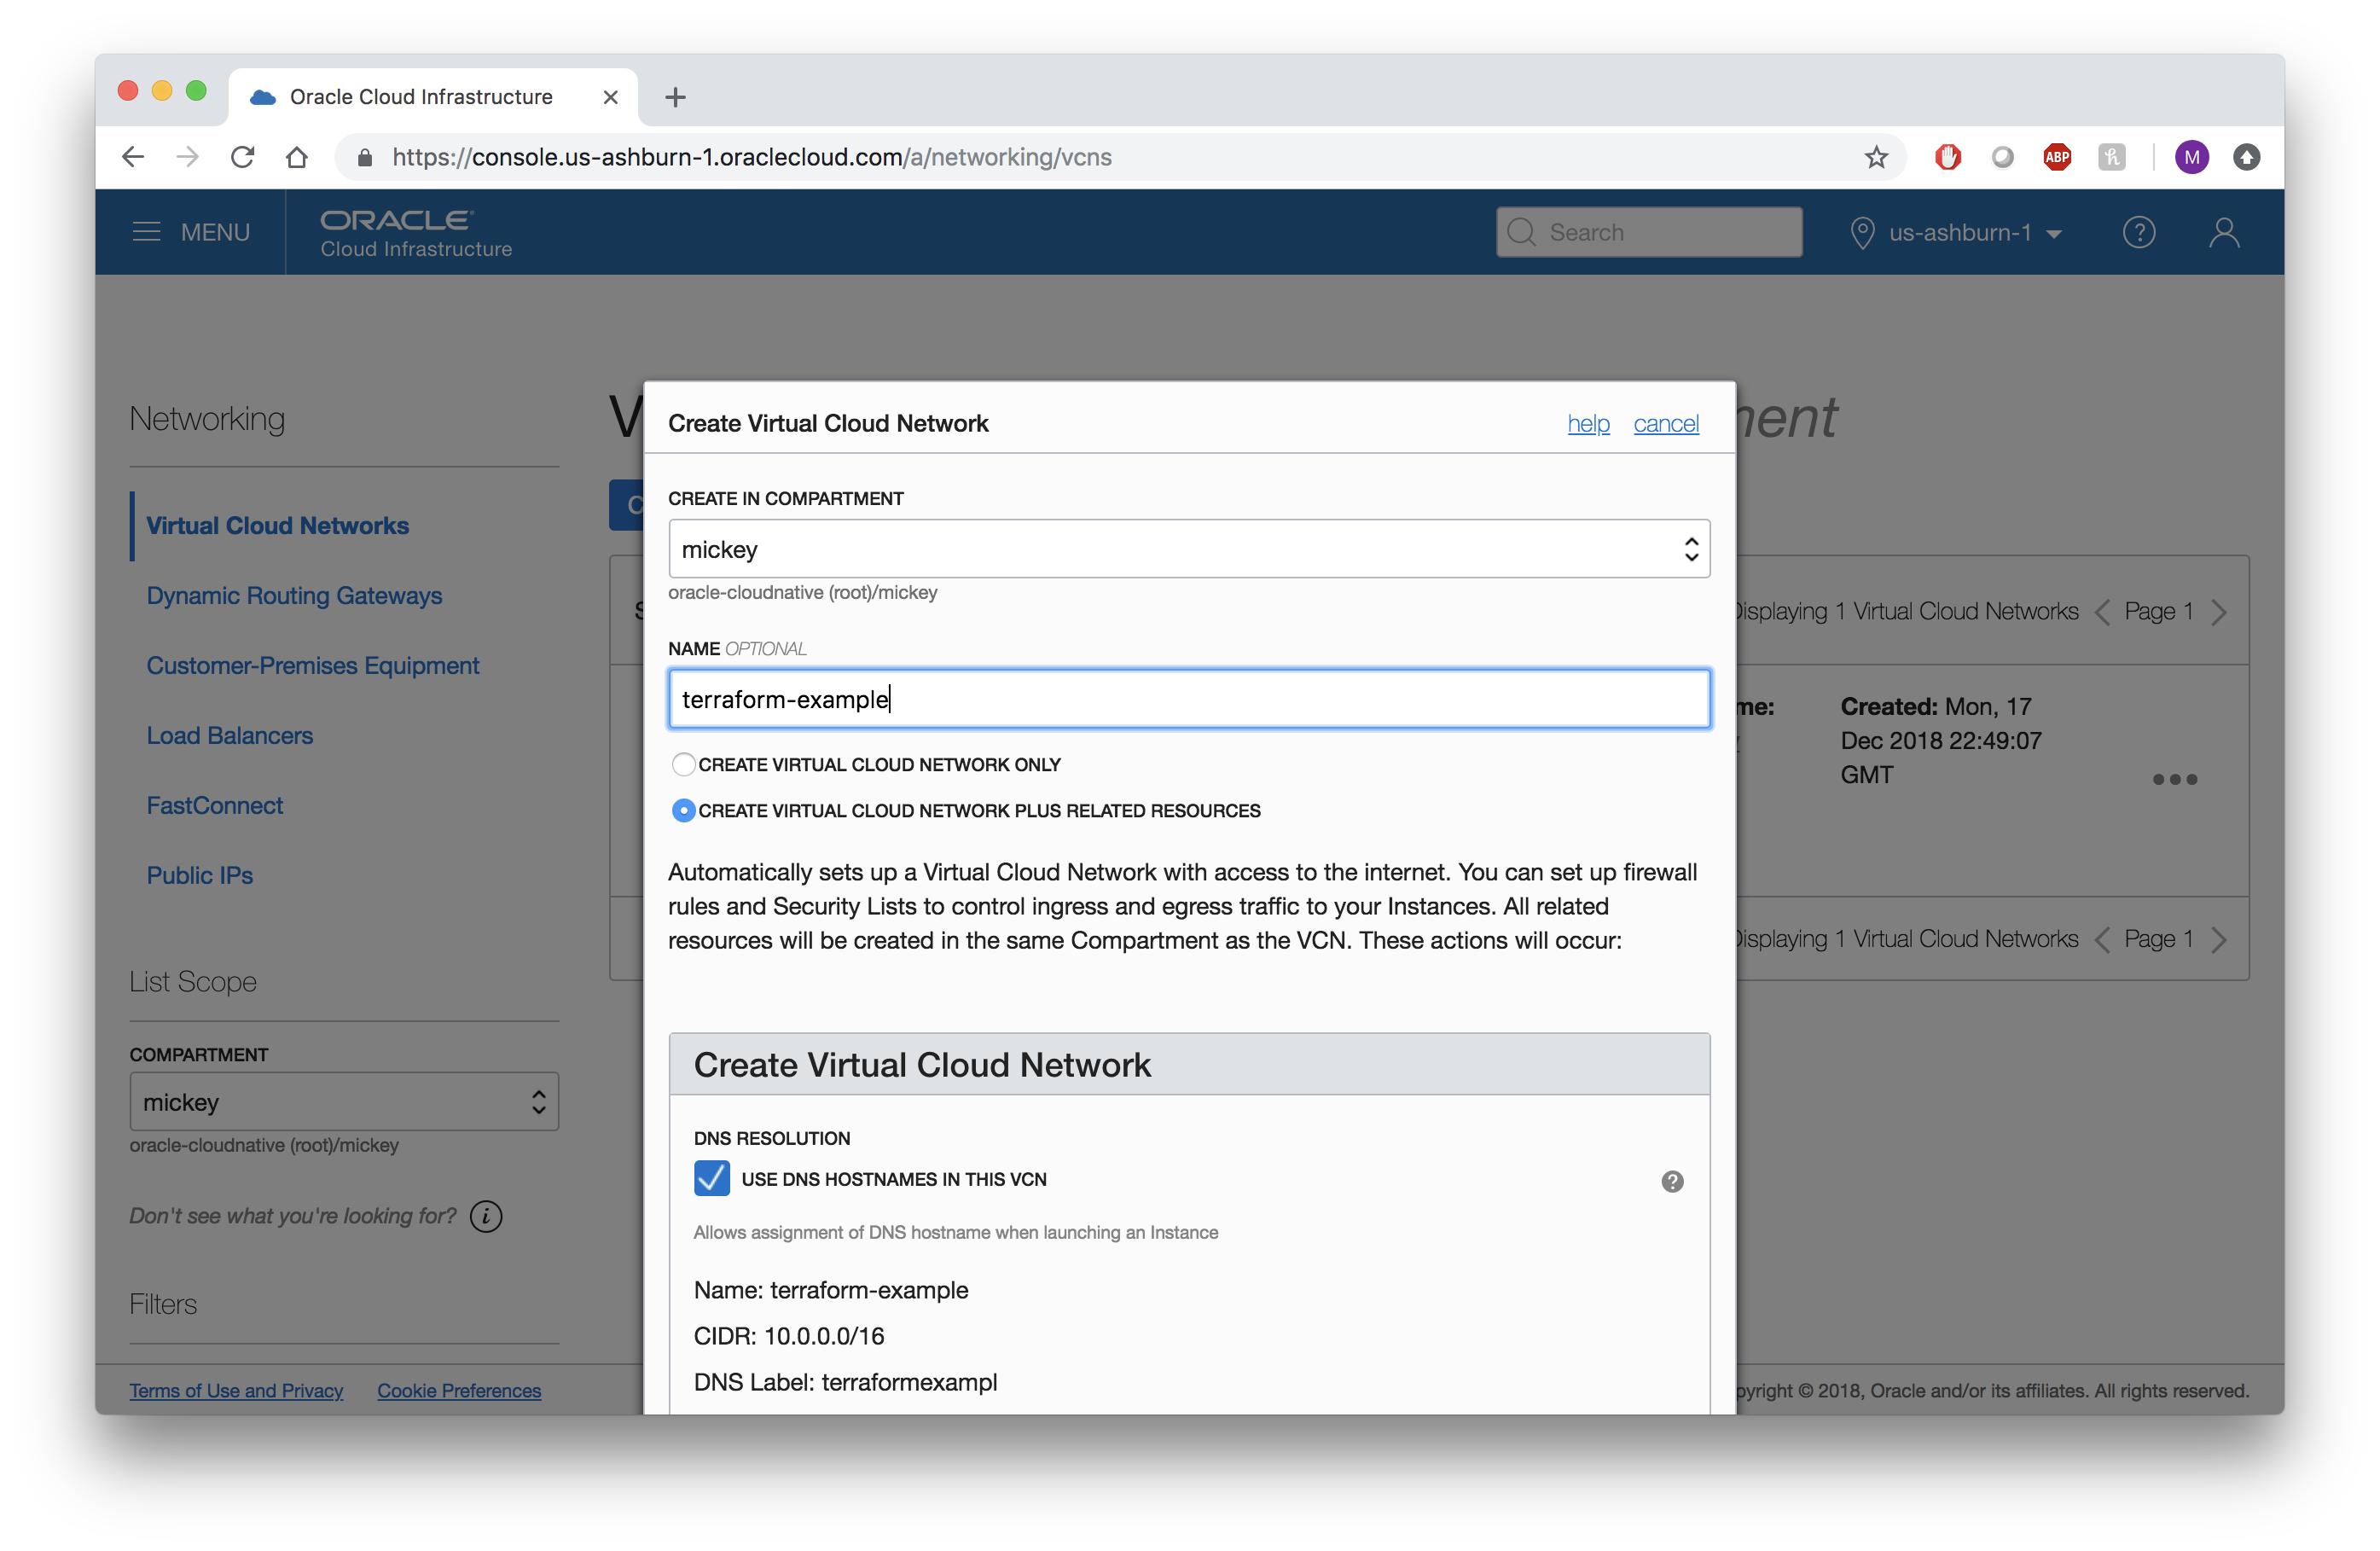 Oracle Cloud Infrastructure
https://console.us-ashburn-1.oraclecloud.com/a/networking/vcns
ABP
h
M
MENU
ORACLE
Cloud Infrastructure
Search
us-ashburn-1
Networking
Virtual Cloud Networks
Dynamic Routing Gateways
Customer-Premises Equipment
Load Balancers
FastConnect
Public IPs
List Scope
COMPARTMENT
mickey
oracle-cloudnative (root)/mickey
Don't see what you're looking for?
Filters
Create Virtual Cloud Network
help cancel
CREATE IN COMPARTMENT
mickey
oracle-cloudnative (root)/mickey
NAME OPTIONAL
terraform-example
CREATE VIRTUAL CLOUD NETWORK ONLY
CREATE VIRTUAL CLOUD NETWORK PLUS RELATED RESOURCES
Automatically sets up a Virtual Cloud Network with access to the internet. You can set up firewall
rules and Security Lists to control ingress and egress traffic to your Instances. All related
resources will be created in the same Compartment as the VCN. These actions will occur:
Create Virtual Cloud Network
DNS RESOLUTION
USE DNS HOSTNAMES IN THIS VCN
?
Allows assignment of DNS hostname when launching an Instance
Name: terraform-example
CIDR: 10.0.0.0/16
DNS Label: terraformexampl
Displaying 1 Virtual Cloud Networks Page 1
Created: Mon, 17
Dec 2018 22:49:07
GMT
Displaying 1 Virtual Cloud Networks Page 1
Terms of Use and Privacy Cookie Preferences
pyright © 2018, Oracle and/or its affiliates. All rights reserved.